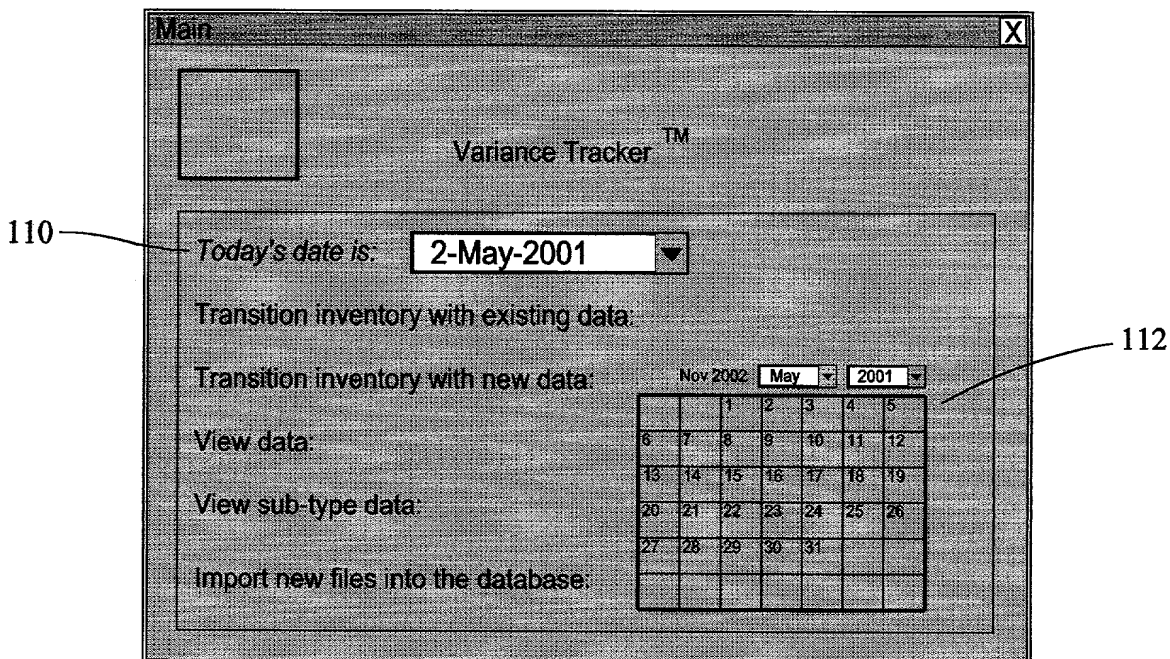 Main X
Variance Tracker TM
110
Today's date is: 2-May-2001
Transition inventory with existing data:
112
Transition inventory with new data: Nov 2002 May 2001
1 2 3 4 5
View data: 6 7 8 9 10 11 12
13 14 15 16 17 18 19
View sub-type data: 20 21 22 23 24 25 26
27 28 29 30 31
Import new files into the database: